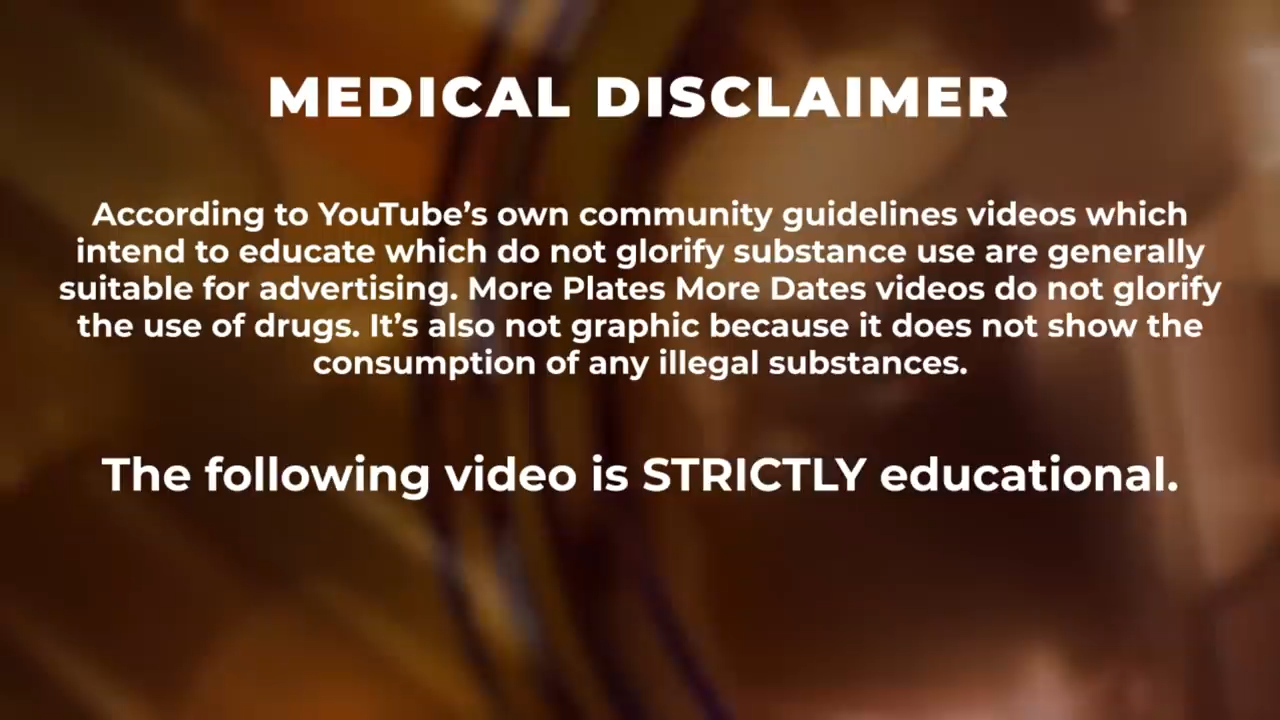 MEDICAL DISCLAIMER
According to YouTube’s own community guidelines videos which
intend to educate which do not glorify substance use are generally
suitable for advertising. More Plates More Dates videos do not glorify
the use of drugs. It’s also not graphic because it does not show the
consumption of any illegal substances.
The following video is STRICTLY educational.